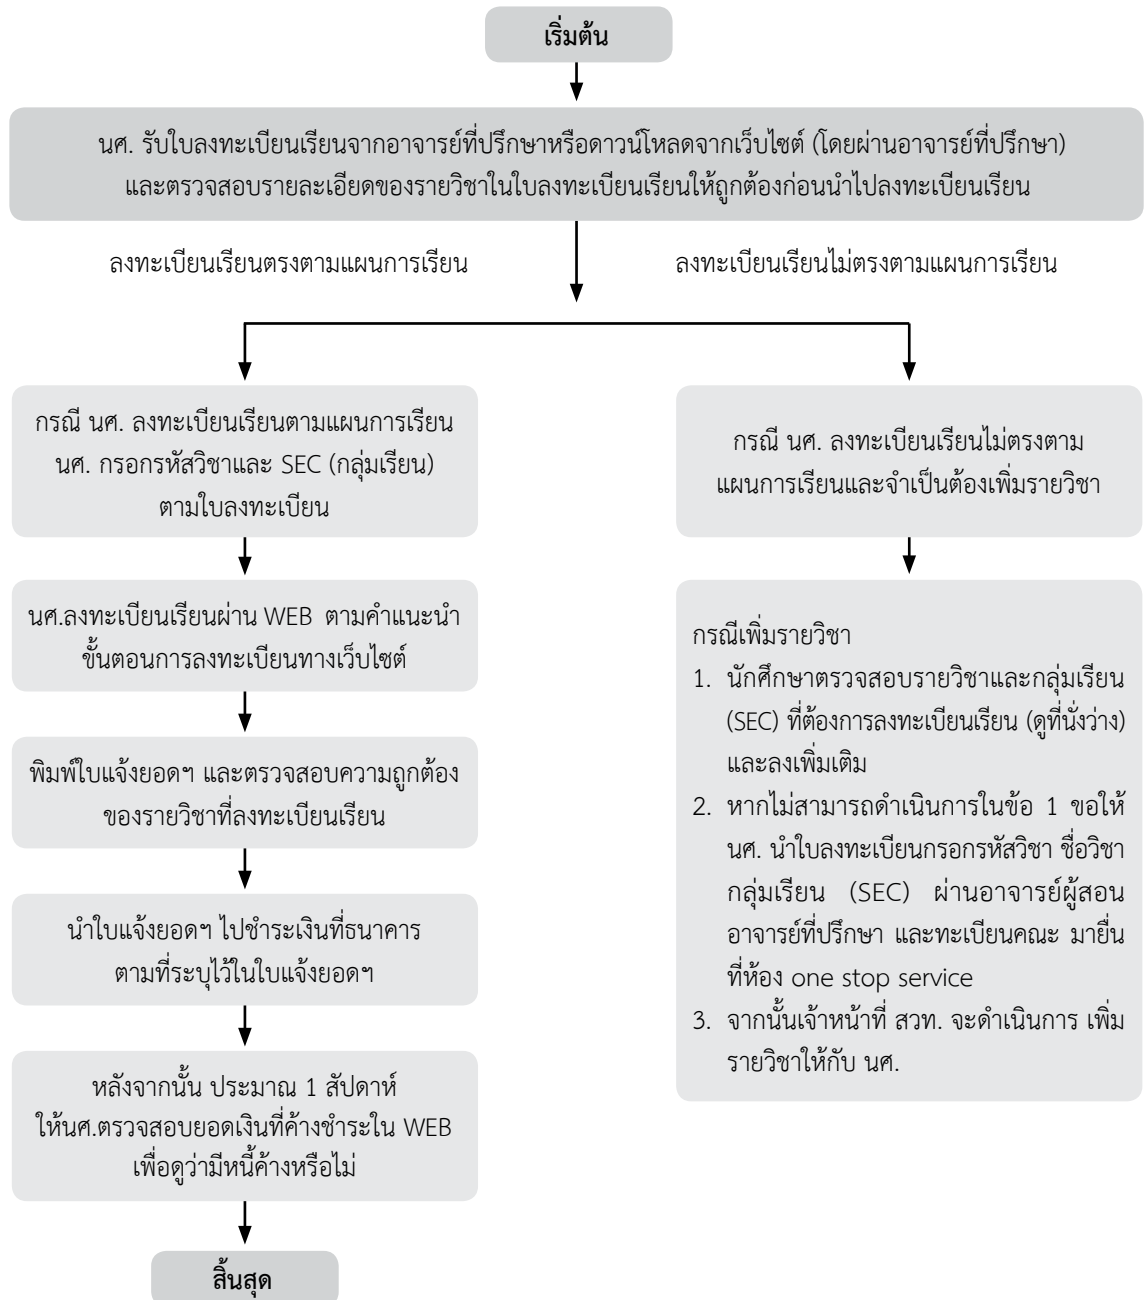 เริ่มต้น
นศ. รับใบลงทะเบียนเรียนจากอาจารย์ที่ปรึกษาหรือดาวน์โหลดจากเว็บไซต์ (โดยผ่านอาจารย์ที่ปรึกษา)
และตรวจสอบรายละเอียดของรายวิชาในใบลงทะเบียนเรียนให้ถูกต้องก่อนนำไปลงทะเบียนเรียน
ลงทะเบียนเรียนตรงตามแผนการเรียน
ลงทะเบียนเรียนไม่ตรงตามแผนการเรียน
กรณี นศ. ลงทะเบียนเรียนตามแผนการเรียน
นศ. กรอกรหัสวิชาและ SEC (กลุ่มเรียน)
ตามใบลงทะเบียน
นศ.ลงทะเบียนเรียนผ่าน WEB ตามคำแนะนำ
ขั้นตอนการลงทะเบียนทางเว็บไซต์
พิมพ์ใบแจ้งยอดฯ และตรวจสอบความถูกต้อง
ของรายวิชาที่ลงทะเบียนเรียน
นำใบแจ้งยอดฯ ไปชำระเงินที่ธนาคาร
ตามที่ระบุไว้ในใบแจ้งยอดฯ
หลังจากนั้น ประมาณ 1 สัปดาห์
ให้นศ.ตรวจสอบยอดเงินที่ค้างชำระใน WEB
เพื่อดูว่ามีหนี้ค้างหรือไม่
สิ้นสุด
กรณี นศ. ลงทะเบียนเรียนไม่ตรงตาม
แผนการเรียนและจำเป็นต้องเพิ่มรายวิชา
กรณีเพิ่มรายวิชา
1. นักศึกษาตรวจสอบรายวิชาและกลุ่มเรียน
(SEC) ที่ต้องการลงทะเบียนเรียน (ดูที่นั่งว่าง)
และลงเพิ่มเติม
2. หากไม่สามารถดำเนินการในข้อ 1 ขอให้
นศ. นำใบลงทะเบียนกรอกรหัสวิชา ชื่อวิชา
กลุ่มเรียน (SEC) ผ่านอาจารย์ผู้สอน
อาจารย์ที่ปรึกษา และทะเบียนคณะ มายื่น
ที่ห้อง one stop service
3. จากนั้นเจ้าหน้าที่ สวท. จะดำเนินการ เพิ่ม
รายวิชาให้กับ นศ.